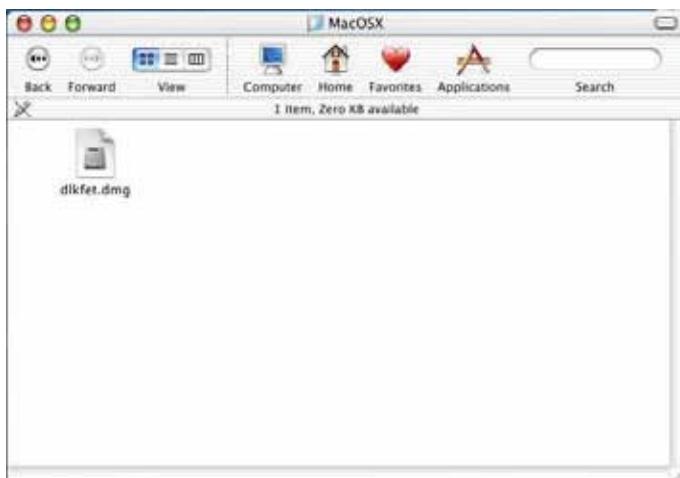 MacOSX
Back Forward View Computer Home Favorites Applications Search
1 item, Zero KB available
dlkfet.dmg